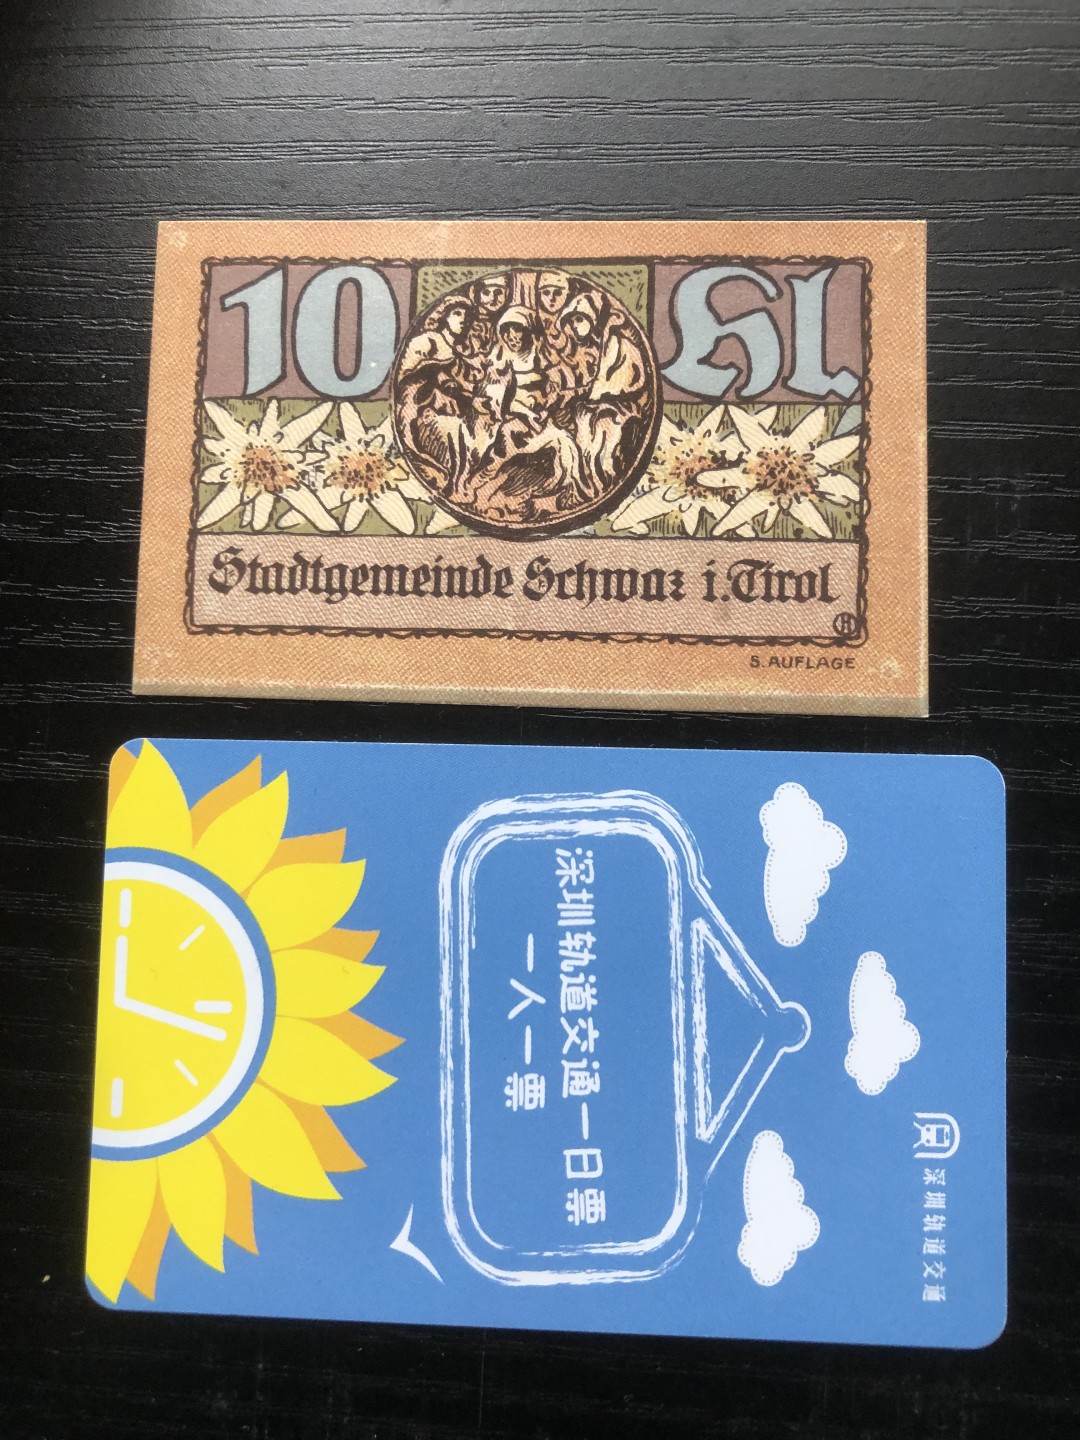 10 Hl
Stadtgemeinde Schwaz i. Tirol
H
5. AUFLAGE
深圳轨道交通一日票
一人一票
深圳轨道交通